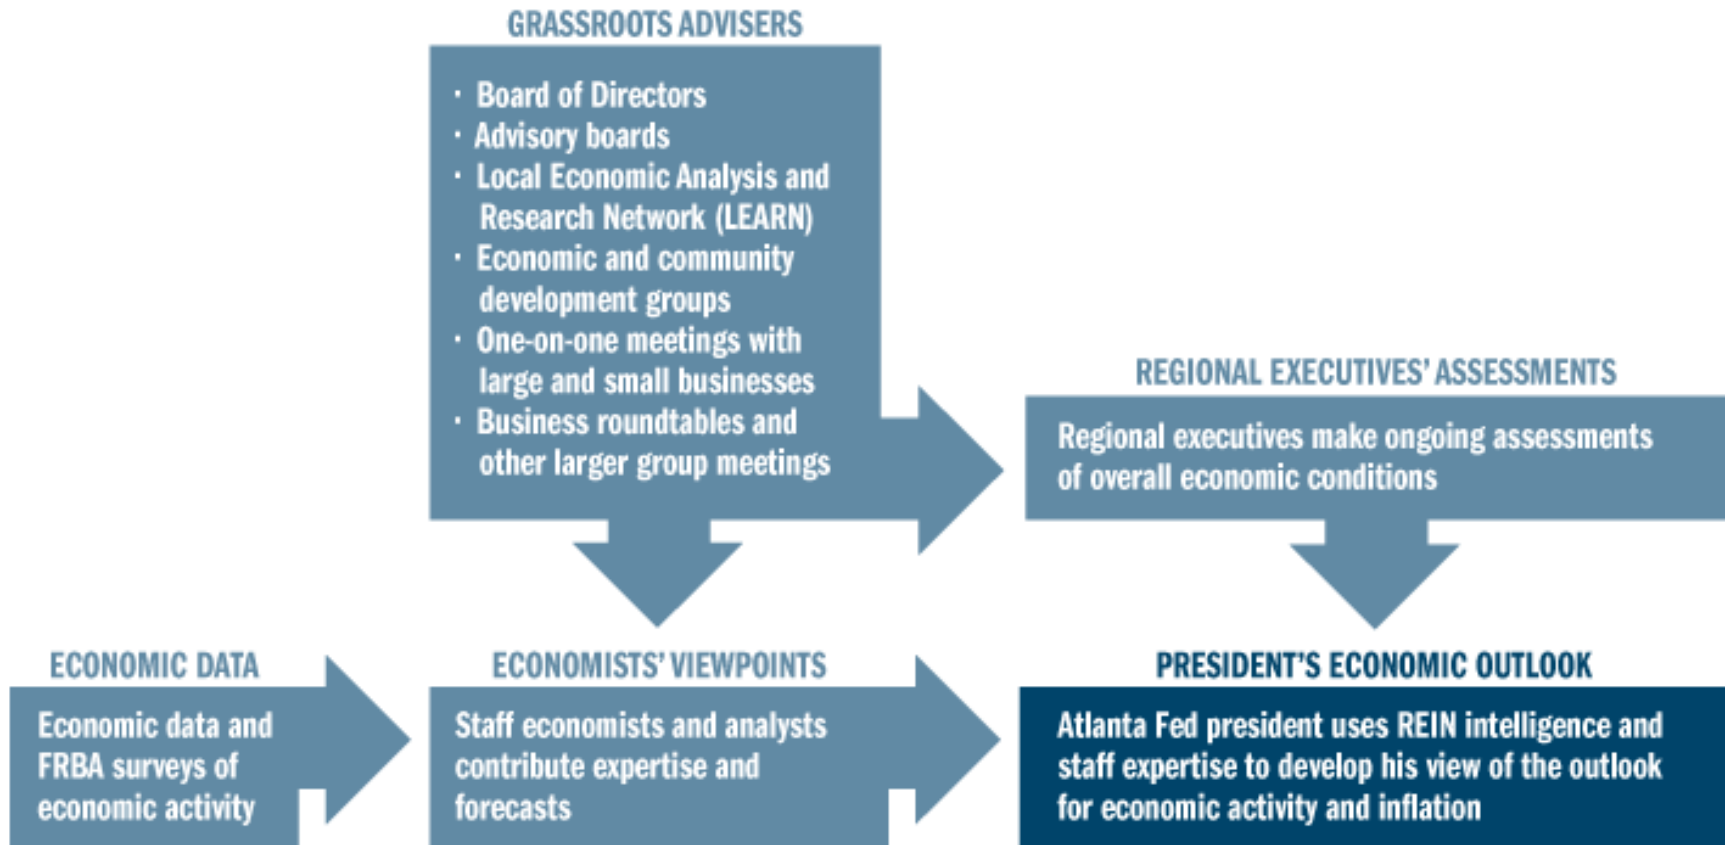 GRASSROOTS ADVISERS
· Board of Directors
· Advisory boards
· Local Economic Analysis and
Research Network (LEARN)
· Economic and community
development groups
· One-on-one meetings with
large and small businesses
· Business roundtables and
other larger group meetings
REGIONAL EXECUTIVES' ASSESSMENTS
Regional executives make ongoing assessments
of overall economic conditions
ECONOMIC DATA
Economic data and
FRBA surveys of
economic activity
ECONOMISTS' VIEWPOINTS
Staff economists and analysts
contribute expertise and
forecasts
PRESIDENT'S ECONOMIC OUTLOOK
Atlanta Fed president uses REIN intelligence and
staff expertise to develop his view of the outlook
for economic activity and inflation